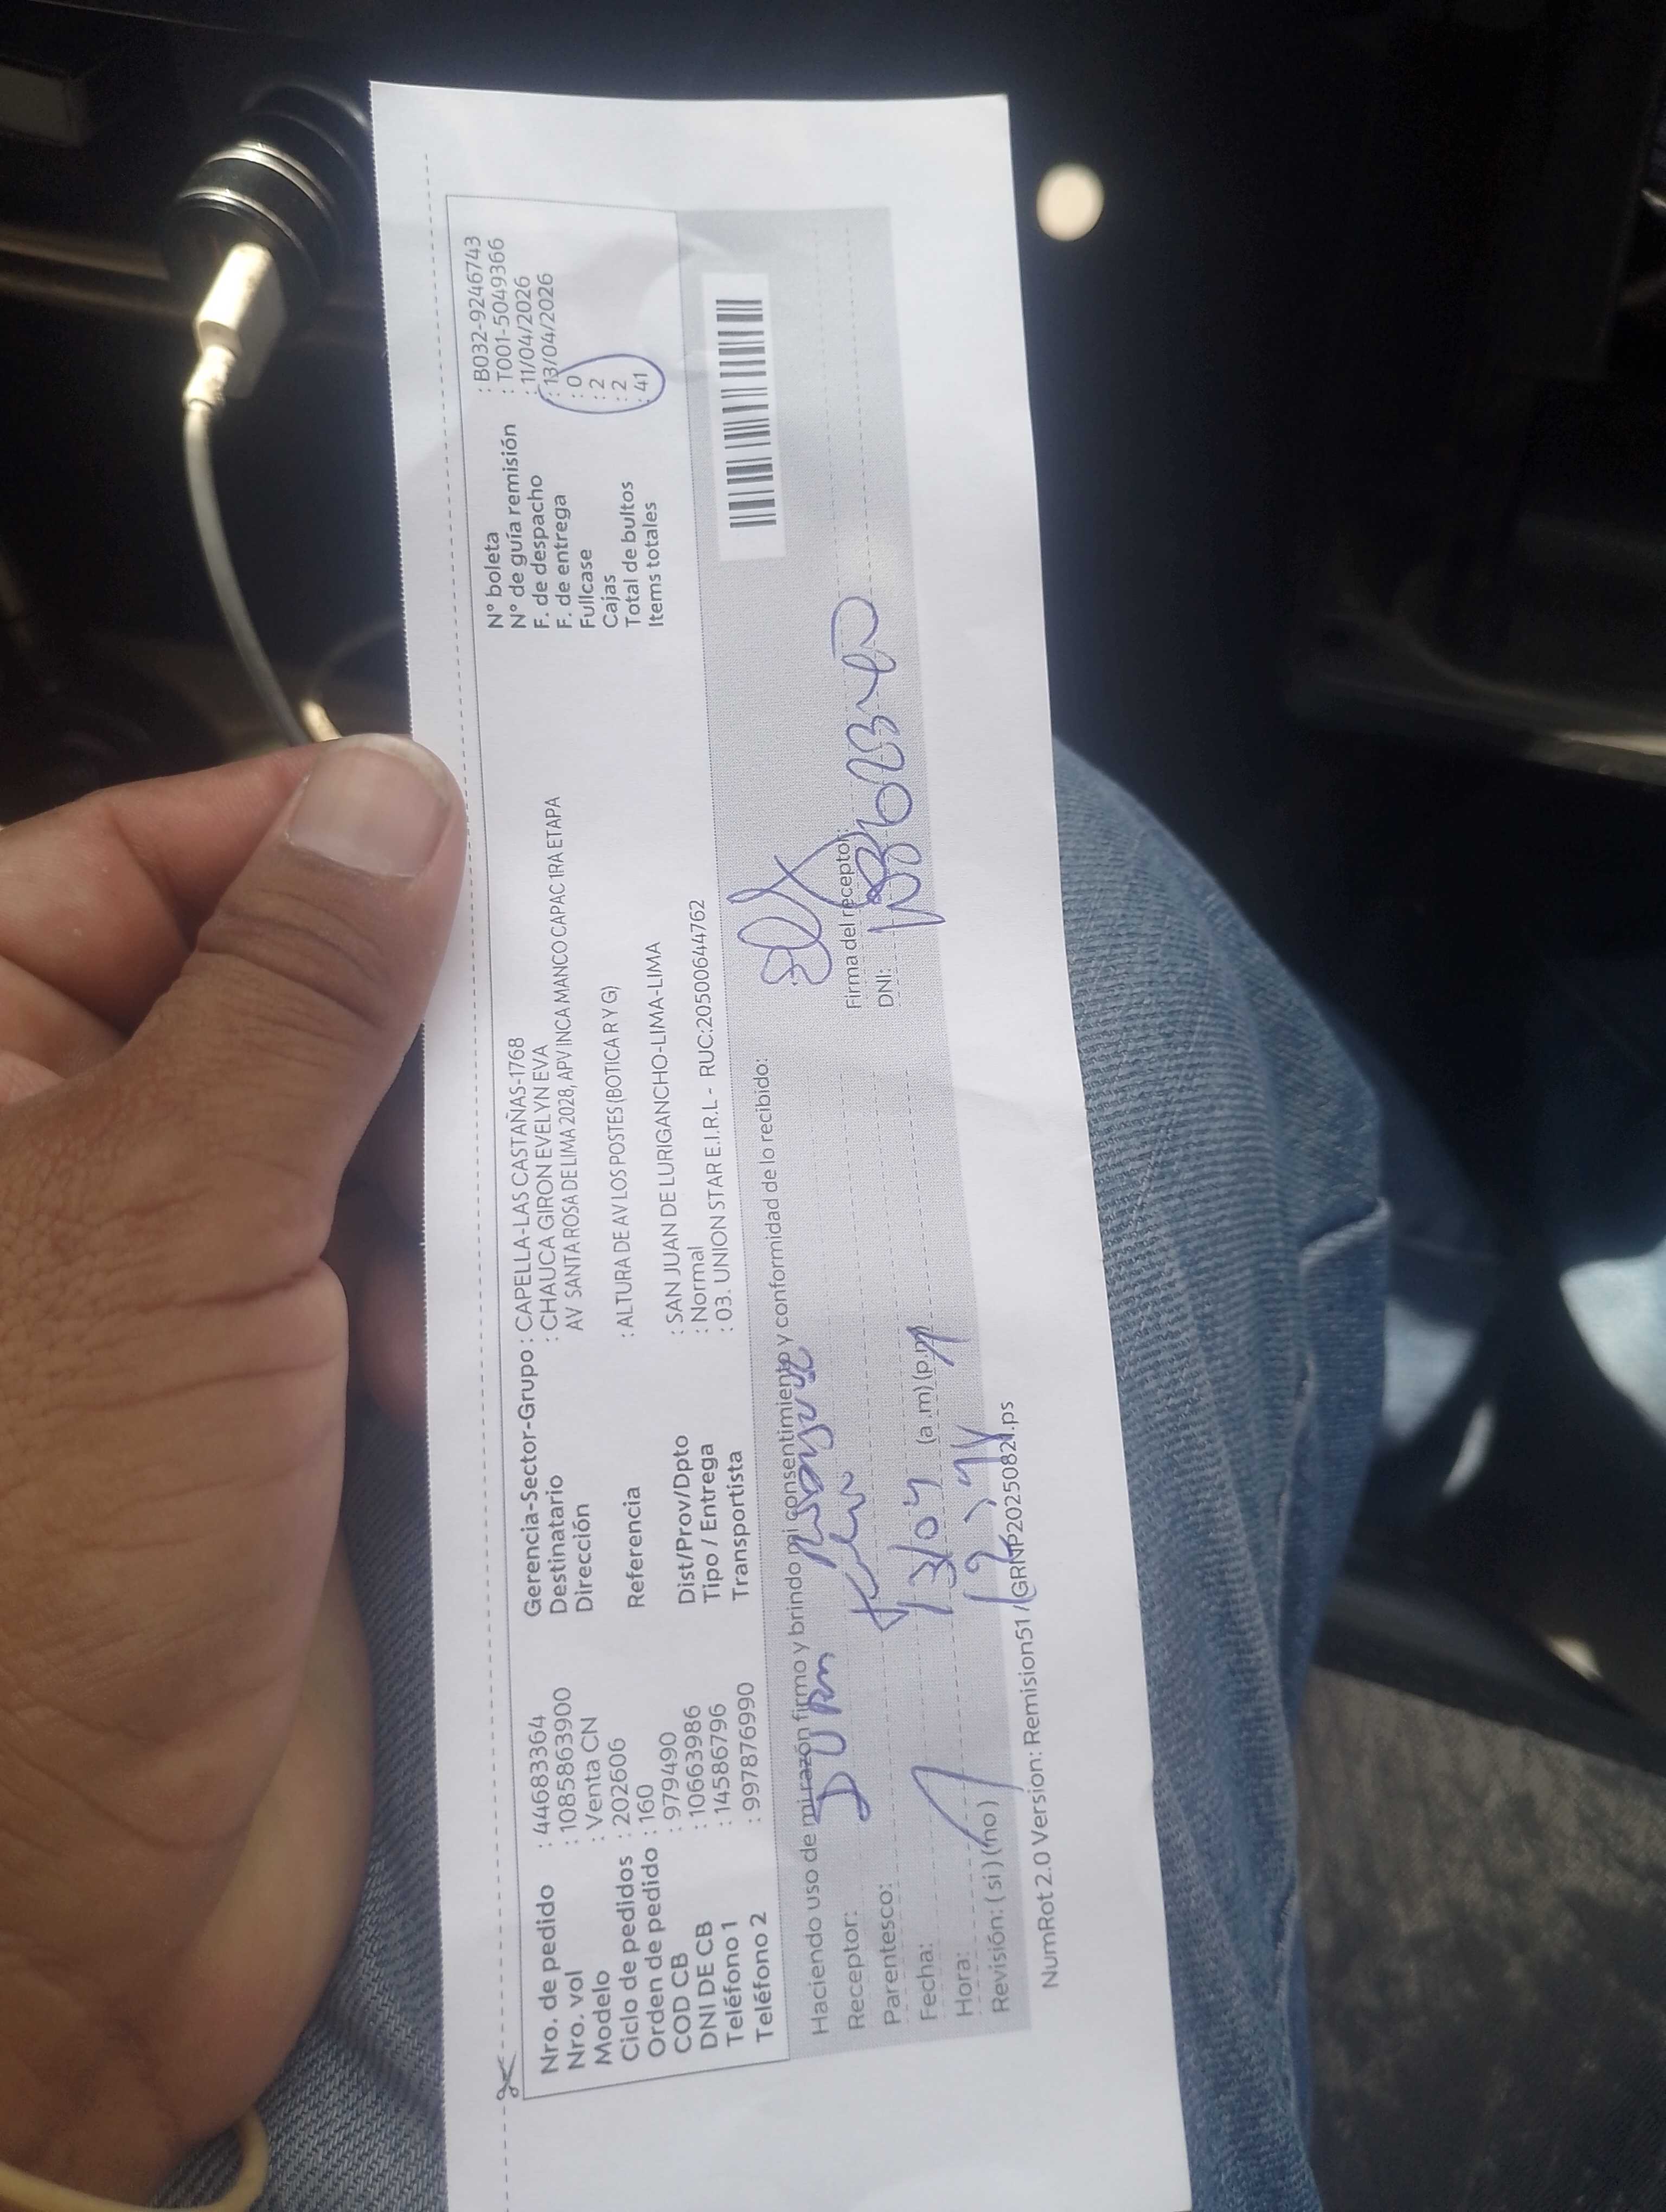 Nro. de pedido : 44683364
Nro. vol : 1085863900
Modelo : Venta CN
Ciclo de pedidos : 202606
Orden de pedido : 160
COD CB : 979490
DNI DE CB : 10663986
Teléfono 1 : 14586796
Teléfono 2 : 997876990
Gerencia-Sector-Grupo : CAPELLA-LAS CASTAÑAS-1768
Destinatario : CHAUCA GIRON EVELYN EVA
Dirección AV SANTA ROSA DE LIMA 2028, APV INCA MANCO CAPAC 1RA ETAPA
Referencia : ALTURA DE AV LOS POSTES (BOTICA R Y G)
Dist/Prov/Dpto : SAN JUAN DE LURIGANCHO-LIMA-LIMA
Tipo / Entrega : Normal
Transportista : 03. UNION STAR E.I.R.L - RUC:20500644762
N° boleta : B032-9246743
N° de guía remisión : T001-5049366
F. de despacho : 11/04/2026
F. de entrega : 13/04/2026
Fullcase : 0
Cajas : 2
Total de bultos : 2
Items totales : 41
Haciendo uso de mi razón firmo y brindo mi consentimiento y conformidad de lo recibido:
Receptor:
Parentesco:
Fecha: 13/04 (a.m)(p.m)
Hora:
Revisión: ( si ) (no )
Firma del receptor:
DNI:
NumRot 2.0 Version: Remision51 / GRNP20250821.ps